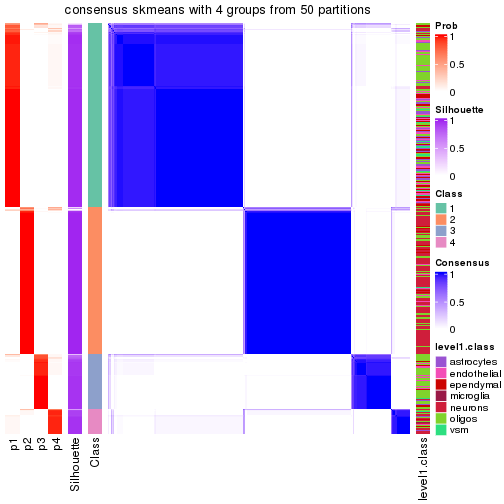 consensus skmeans with 4 groups from 50 partitions
Prob
1
0.5
0
Silhouette
1
0.5
0
Class
1
2
3
4
Consensus
1
0.5
0
level1.class
astrocytes
endothelial
ependymal
microglia
neurons
oligos
vsm
p1
p2
p3
p4
Silhouette
Class
level1.class